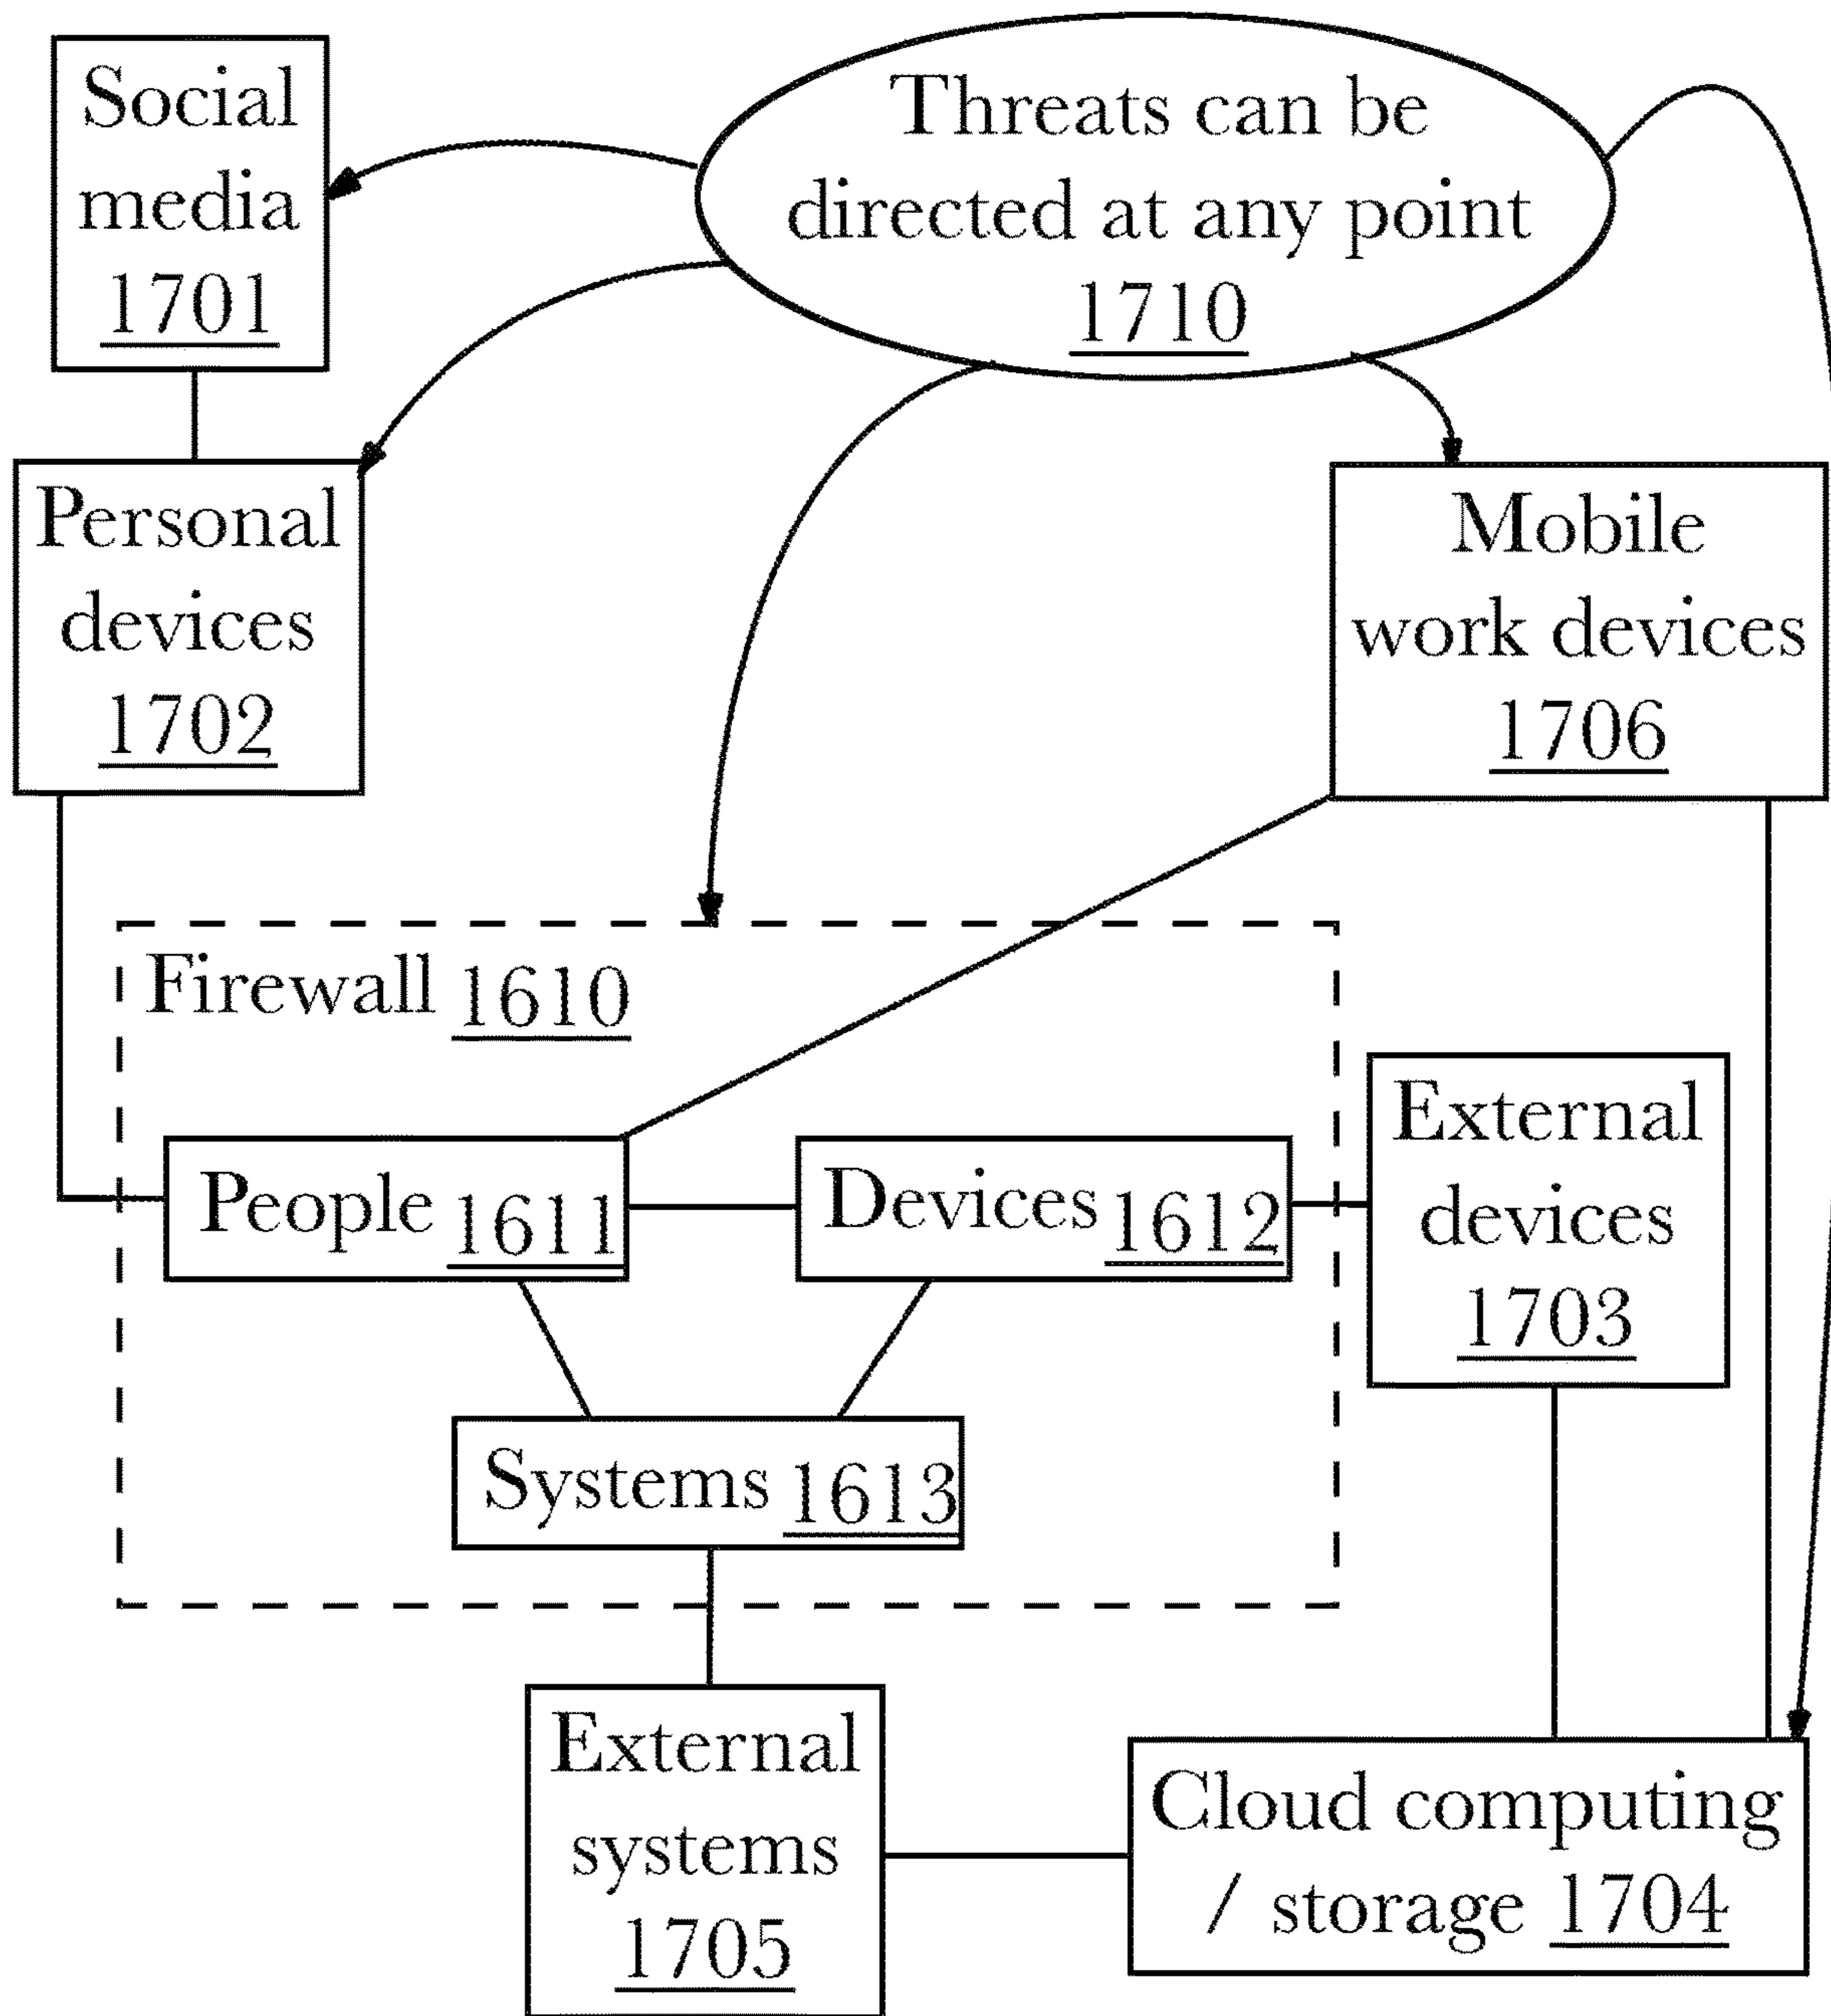 Social
media
1701
Threats can be
directed at any point
1710
Personal
devices
1702
Mobile
work devices
1706
Firewall 1610
People 1611
Devices 1612
External
devices
1703
Systems 1613
External
systems
1705
Cloud computing
/ storage 1704